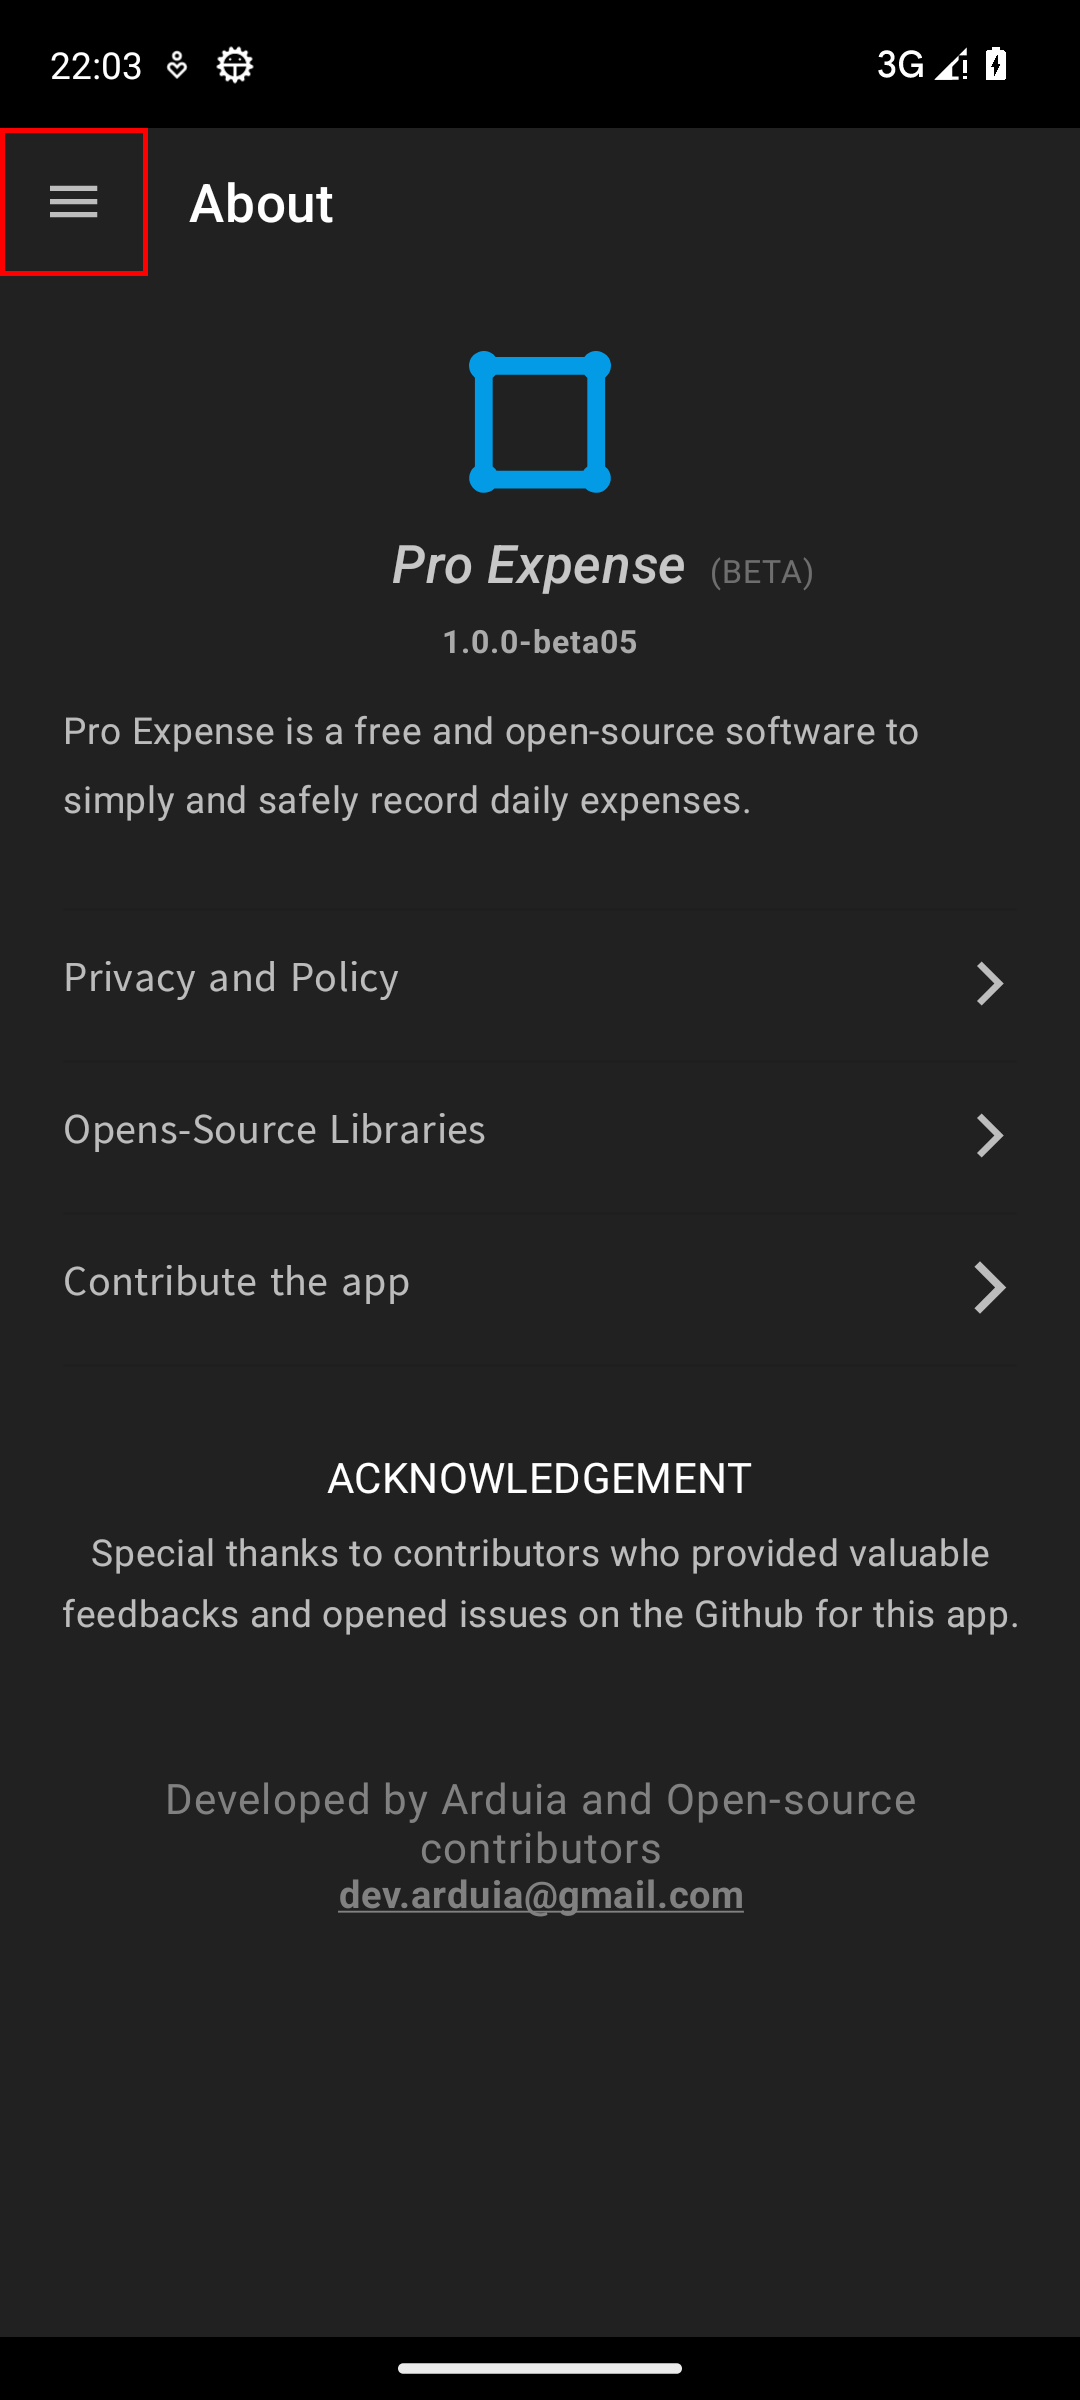 22:03
3G
About
Pro Expense (BETA)
1.0.0-beta05
Pro Expense is a free and open-source software to
simply and safely record daily expenses.
Privacy and Policy
Opens-Source Libraries
Contribute the app
ACKNOWLEDGEMENT
Special thanks to contributors who provided valuable
feedbacks and opened issues on the Github for this app.
Developed by Arduia and Open-source
contributors
dev.arduia@gmail.com